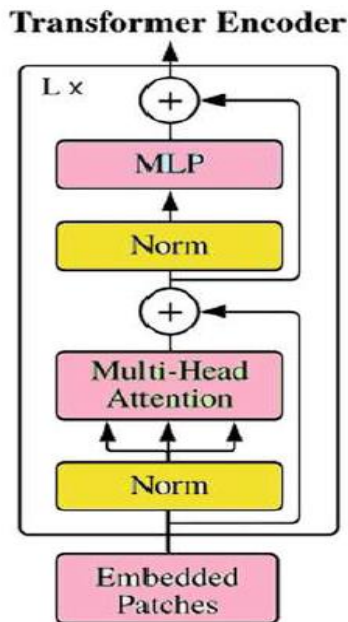 Transformer Encoder
L ×
+
MLP
Norm
+
Multi-Head
Attention
Norm
Embedded
Patches